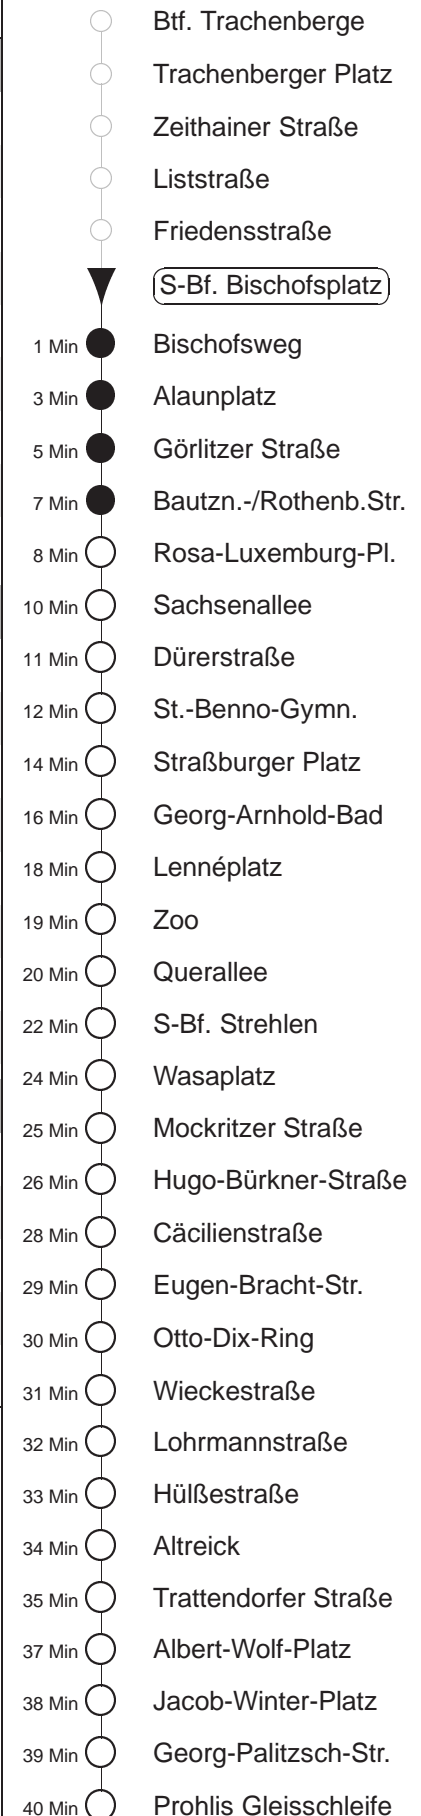 Btf. Trachenberge
Trachenberger Platz
Zeithainer Straße
Liststraße
Friedensstraße
S-Bf. Bischofsplatz
1 Min Bischofsweg
3 Min Alaunplatz
5 Min Görlitzer Straße
7 Min Bautzn.-/Rothenb.Str.
8 Min Rosa-Luxemburg-Pl.
10 Min Sachsenallee
11 Min Dürerstraße
12 Min St.-Benno-Gymn.
14 Min Straßburger Platz
16 Min Georg-Arnhold-Bad
18 Min Lennéplatz
19 Min Zoo
20 Min Querallee
22 Min S-Bf. Strehlen
24 Min Wasaplatz
25 Min Mockritzer Straße
26 Min Hugo-Bürkner-Straße
28 Min Cäcilienstraße
29 Min Eugen-Bracht-Str.
30 Min Otto-Dix-Ring
31 Min Wieckestraße
32 Min Lohrmannstraße
33 Min Hülßestraße
34 Min Altreick
35 Min Trattendorfer Straße
37 Min Albert-Wolf-Platz
38 Min Jacob-Winter-Platz
39 Min Georg-Palitzsch-Str.
40 Min Prohlis Gleisschleife